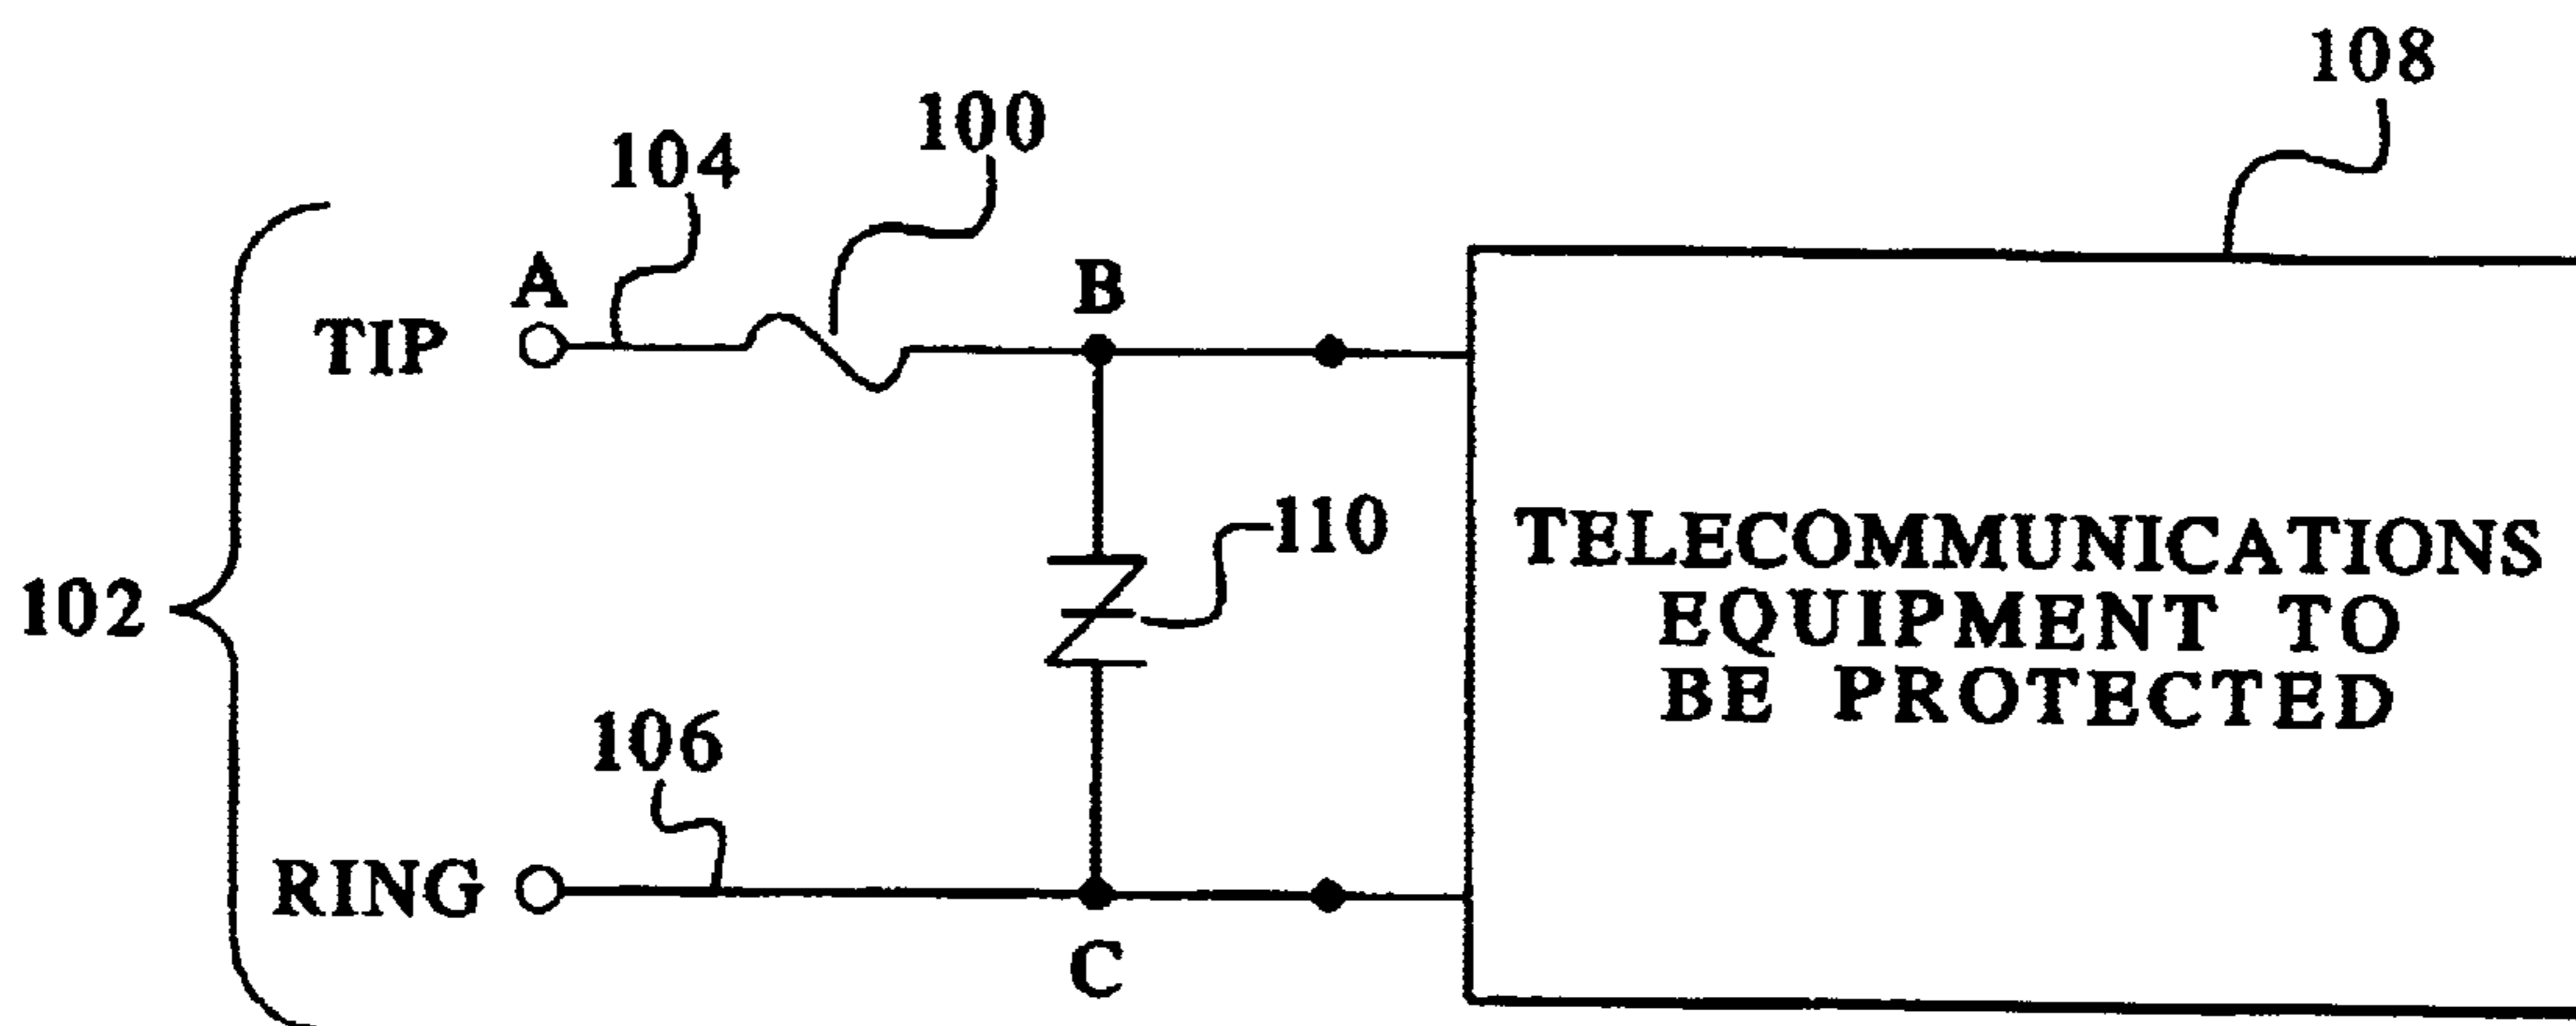 108
100
104
A
B
TIP
110
TELECOMMUNICATIONS
EQUIPMENT TO
BE PROTECTED
102
106
RING
C